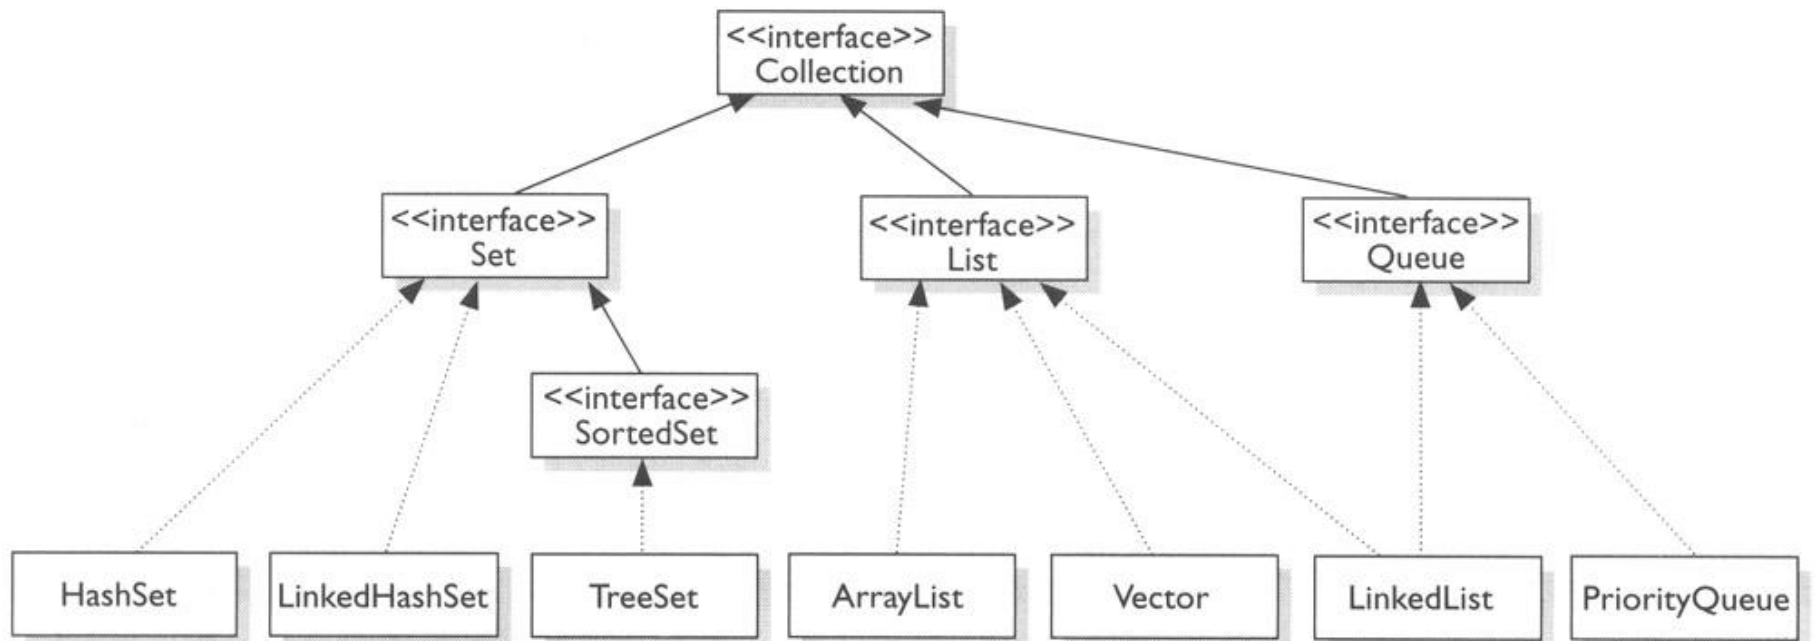 <<interface>>
Collection
<<interface>>
Set
<<interface>>
List
<<interface>>
Queue
<<interface>>
SortedSet
HashSet
LinkedHashSet
TreeSet
ArrayList
Vector
LinkedList
PriorityQueue